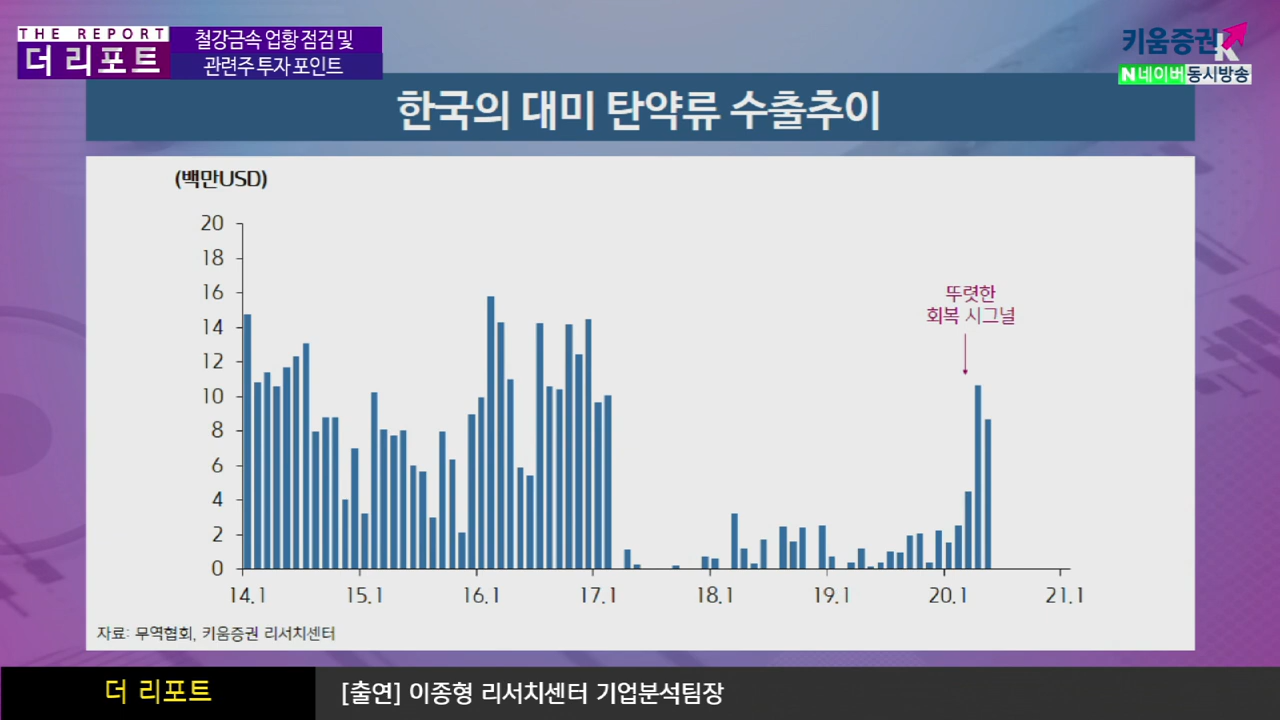 THE REPORT
더 리포트
철강금속 업황 점검 및
관련주 투자 포인트
키움증권
K
N 네이버 동시방송
한국의 대미 탄약류 수출추이
(백만USD)
20
18
16
14
12
10
8
6
4
2
0
뚜렷한
회복 시그널
14.1 15.1 16.1 17.1 18.1 19.1 20.1 21.1
자료: 무역협회, 키움증권 리서치센터
더 리포트
[출연] 이종형 리서치센터 기업분석팀장